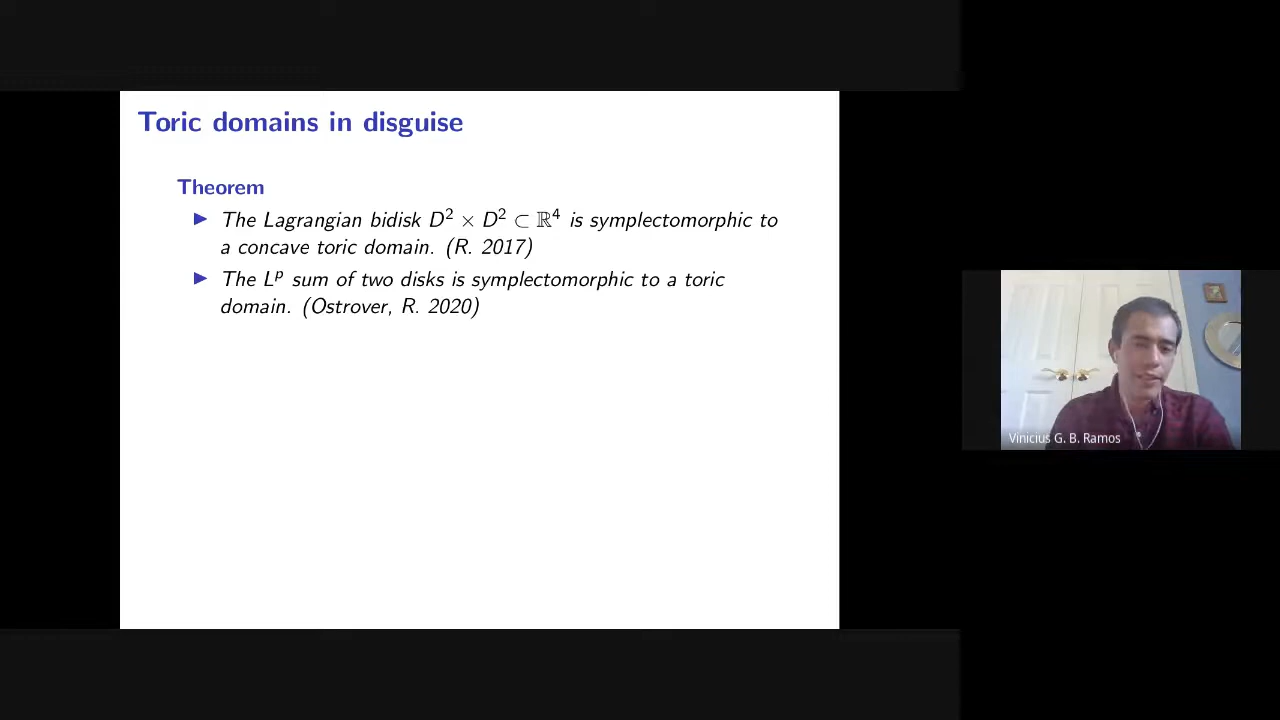 Toric domains in disguise
Theorem
▶ The Lagrangian bidisk D² × D² ⊂ ℝ⁴ is symplectomorphic to
a concave toric domain. (R. 2017)
▶ The Lᵖ sum of two disks is symplectomorphic to a toric
domain. (Ostrover, R. 2020)
Vinicius G. B. Ramos